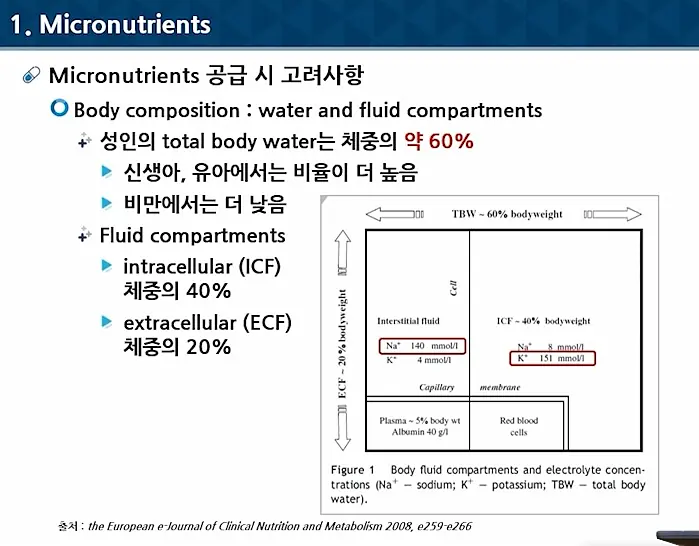 1. Micronutrients
Micronutrients 공급 시 고려사항
Body composition : water and fluid compartments
성인의 total body water는 체중의 약 60%
신생아, 유아에서는 비율이 더 높음
비만에서는 더 낮음
Fluid compartments
intracellular (ICF)
체중의 40%
extracellular (ECF)
체중의 20%
TBW ~ 60% bodyweight
ECF ~ 20% bodyweight
Cell
Interstitial fluid
Na+ 140 mmol/l
K+ 4 mmol/l
ICF ~ 40% bodyweight
Na+ 8 mmol/l
K+ 151 mmol/l
Capillary membrane
Plasma ~ 5% body wt
Albumin 40 g/l
Red blood
cells
Figure 1 Body fluid compartments and electrolyte concen-
trations (Na+ — sodium; K+ — potassium; TBW — total body
water).
출처 : the European e-Journal of Clinical Nutrition and Metabolism 2008, e259-e266